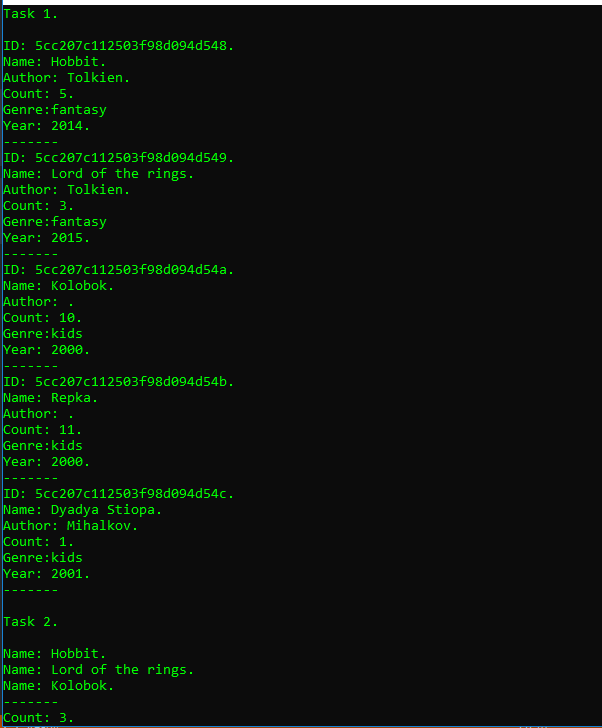 Task 1.
ID: 5cc207c112503f98d094d548.
Name: Hobbit.
Author: Tolkien.
Count: 5.
Genre:fantasy
Year: 2014.
-------
ID: 5cc207c112503f98d094d549.
Name: Lord of the rings.
Author: Tolkien.
Count: 3.
Genre:fantasy
Year: 2015.
-------
ID: 5cc207c112503f98d094d54a.
Name: Kolobok.
Author: .
Count: 10.
Genre:kids
Year: 2000.
-------
ID: 5cc207c112503f98d094d54b.
Name: Repka.
Author: .
Count: 11.
Genre:kids
Year: 2000.
-------
ID: 5cc207c112503f98d094d54c.
Name: Dyadya Stiopa.
Author: Mihalkov.
Count: 1.
Genre:kids
Year: 2001.
-------
Task 2.
Name: Hobbit.
Name: Lord of the rings.
Name: Kolobok.
-------
Count: 3.